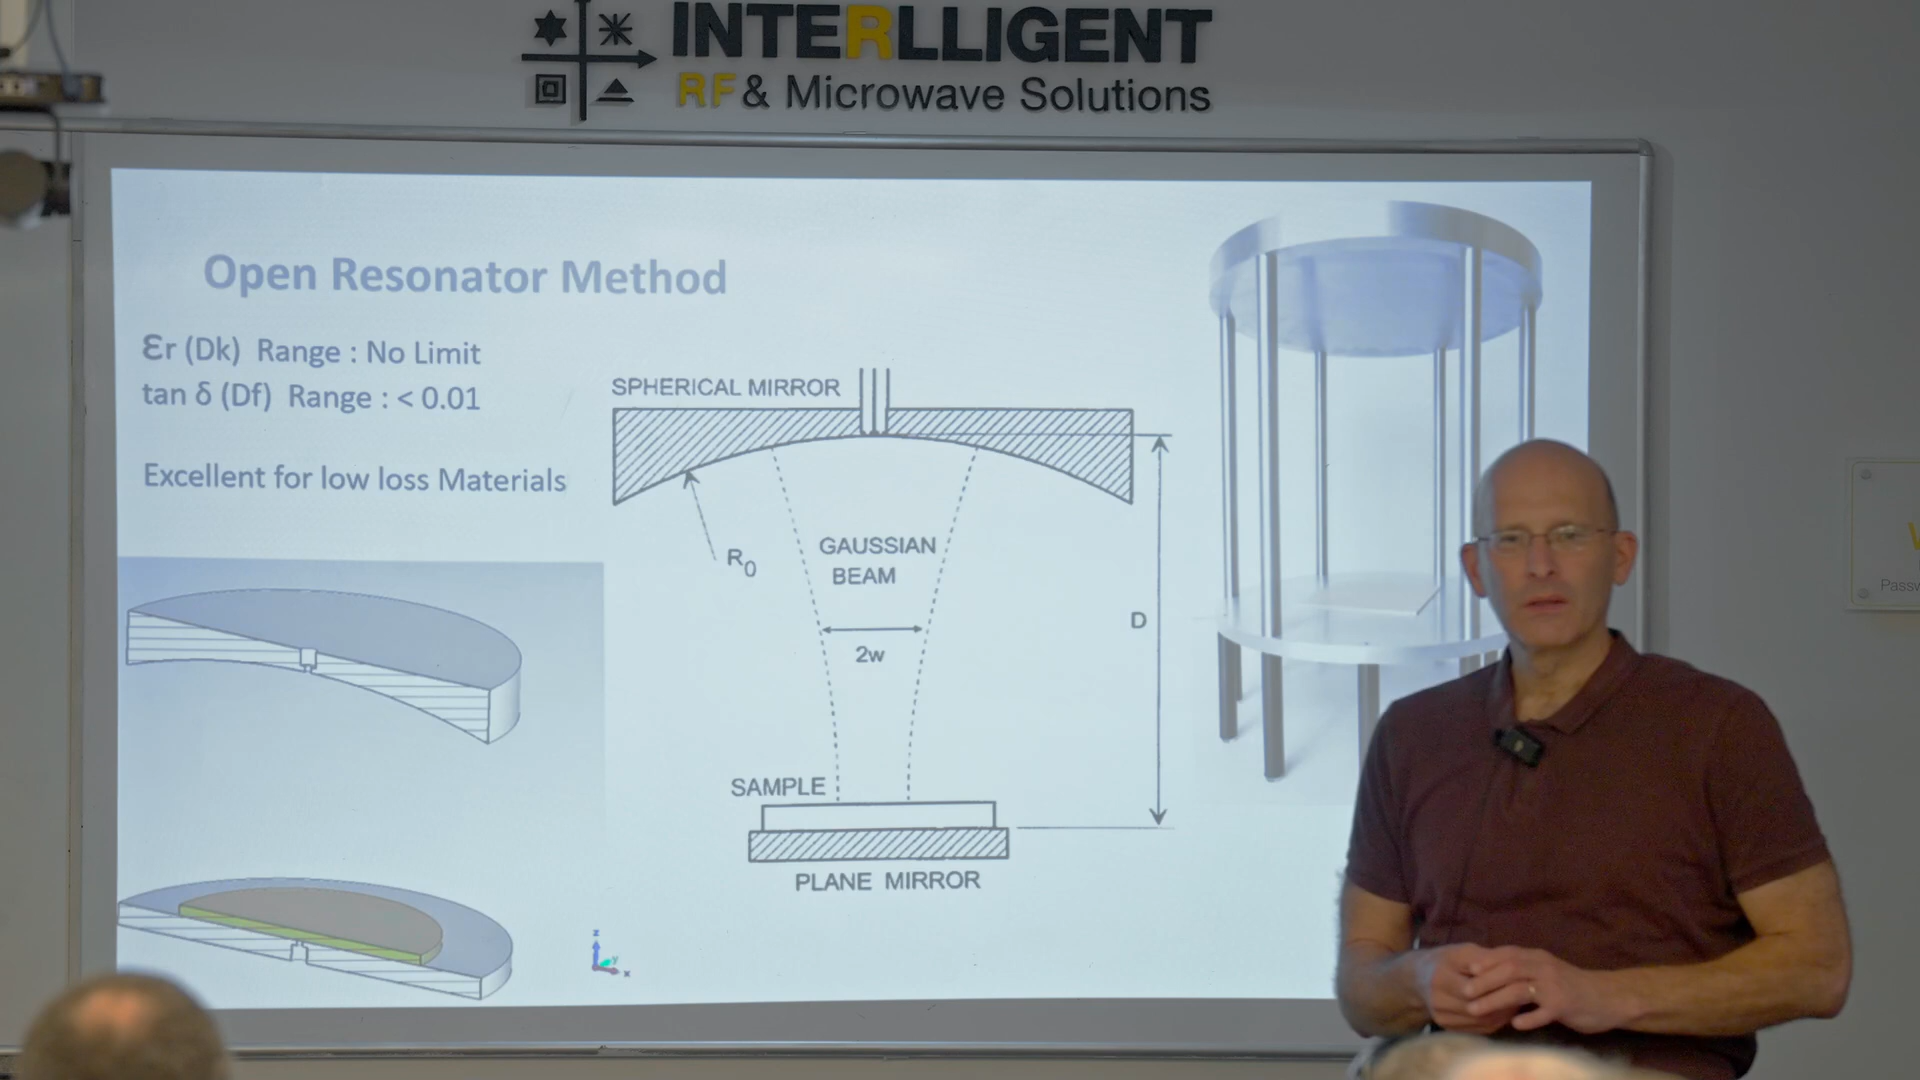 INTERLLIGENT
RF & Microwave Solutions
Open Resonator Method
Ɛr (Dk) Range : No Limit
tan δ (Df) Range : < 0.01
Excellent for low loss Materials
SPHERICAL MIRROR
R0
GAUSSIAN
BEAM
2w
D
SAMPLE
PLANE MIRROR
z
y
x